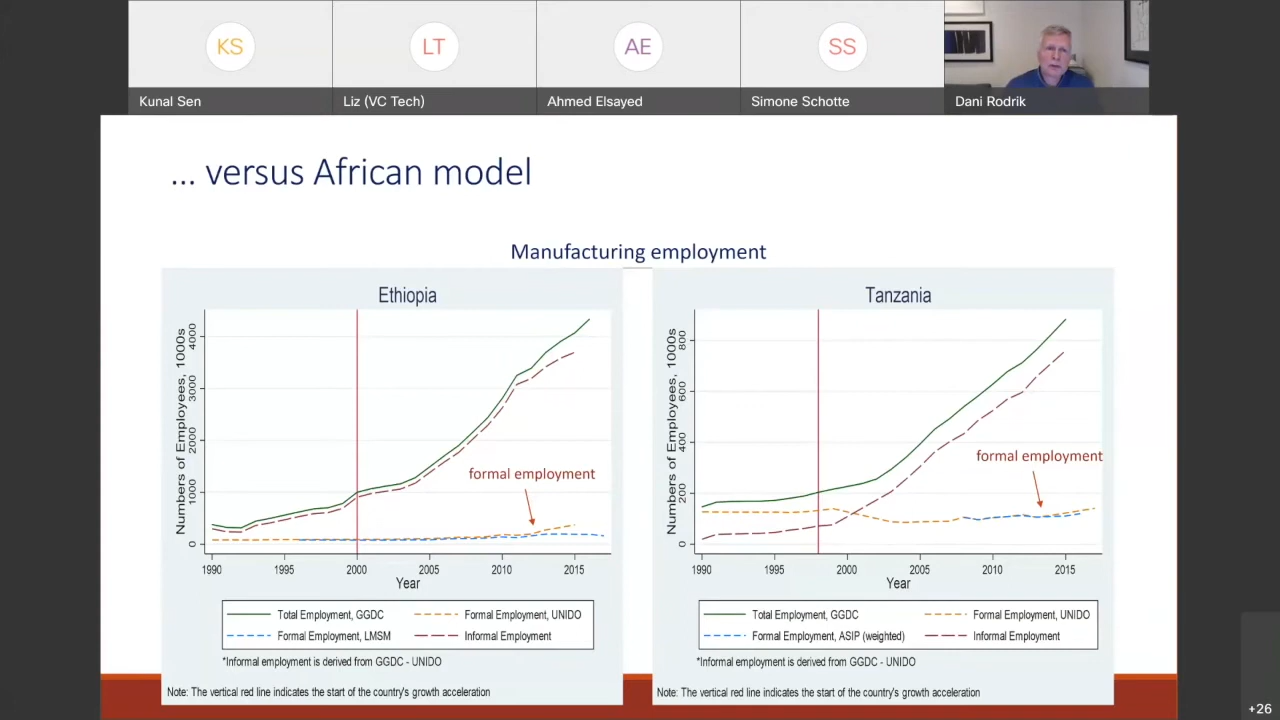 KS
LT
AE
SS
Kunal Sen
Liz (VC Tech)
Ahmed Elsayed
Simone Schotte
Dani Rodrik
... versus African model
Manufacturing employment
Ethiopia
Numbers of Employees, 1000s
4000
3000
2000
1000
0
formal employment
1990
1995
2000
2005
2010
2015
Year
Total Employment, GGDC
Formal Employment, UNIDO
Formal Employment, LMSM
Informal Employment
*Informal employment is derived from GGDC - UNIDO
Note: The vertical red line indicates the start of the country's growth acceleration
Tanzania
Numbers of Employees, 1000s
800
600
400
200
0
formal employment
1990
1995
2000
2005
2010
2015
Year
Total Employment, GGDC
Formal Employment, UNIDO
Formal Employment, ASIP (weighted)
Informal Employment
*Informal employment is derived from GGDC - UNIDO
Note: The vertical red line indicates the start of the country's growth acceleration
+26